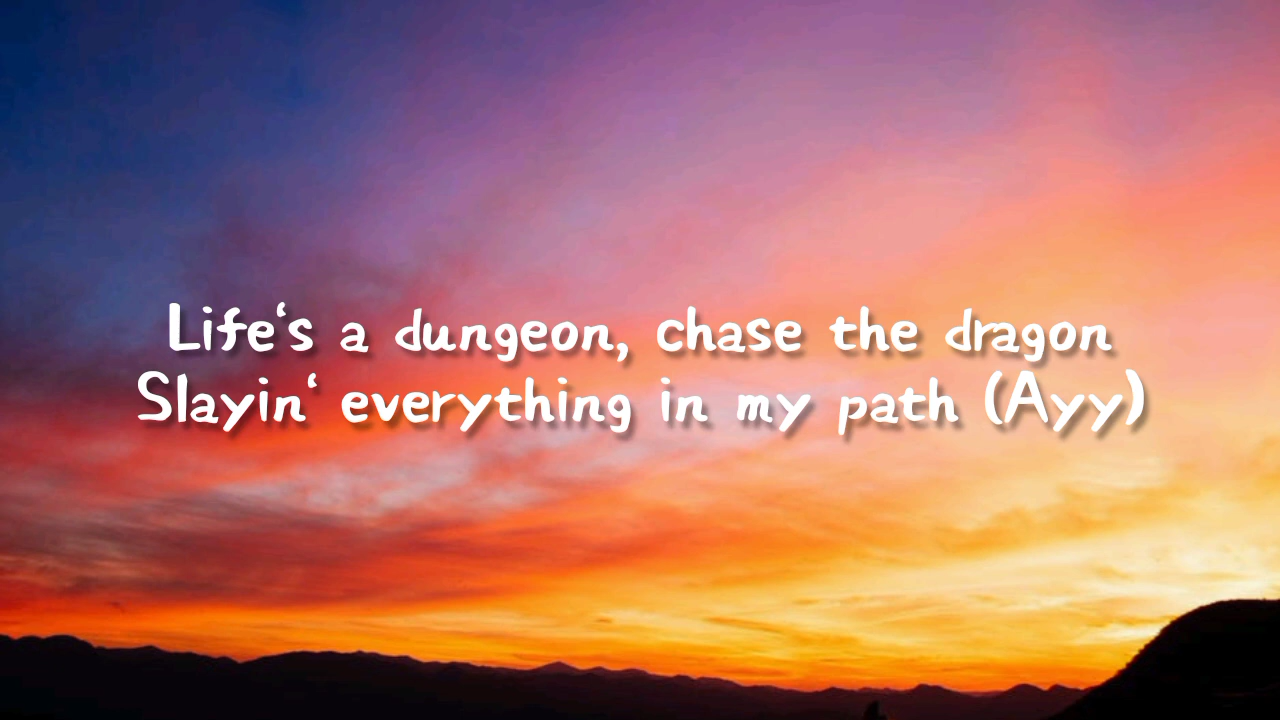 Life‘s a dungeon, chase the dragon
Slayin‘ everything in my path (Ayy)